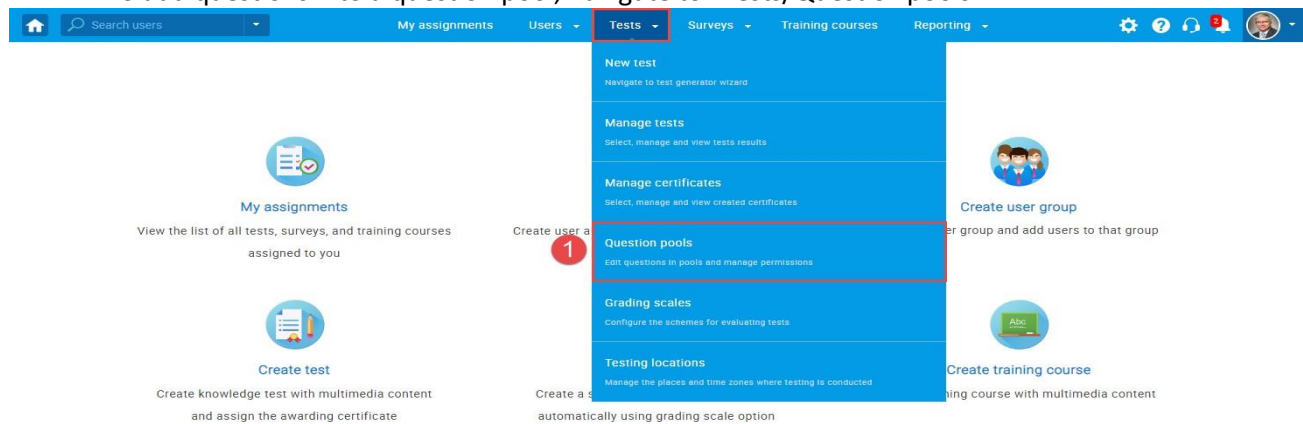 Search users
My assignments Users Tests Surveys Training courses Reporting
2
New test
Navigate to test generator wizard
Manage tests
Select, manage and view tests results
Manage certificates
Select, manage and view created certificates
1
Question pools
Edit questions in pools and manage permissions
Grading scales
Configure the schemes for evaluating tests
Testing locations
Manage the places and time zones where testing is conducted
My assignments
View the list of all tests, surveys, and training courses
assigned to you
Create user a
Create user group
er group and add users to that group
Create test
Create knowledge test with multimedia content
and assign the awarding certificate
Create a s
automatically using grading scale option
Abc
Create training course
ning course with multimedia content